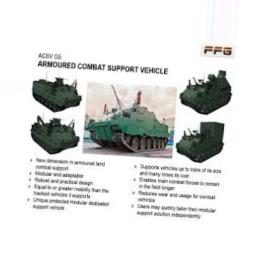 FFG
ACSV G5
ARMOURED COMBAT SUPPORT VEHICLE
New dimension in armoured land
combat support
Modular and adaptable
Robust and practical design
Equal to or greater mobility than the
tracked vehicles it supports
Unique protected modular dedicated
support vehicle
Supports vehicles up to triple of its size
and many times its cost
Enables main combat forces to remain
in the field longer
Reduces wear and usage for combat
vehicles
Users may quickly tailor their modular
support solution independently